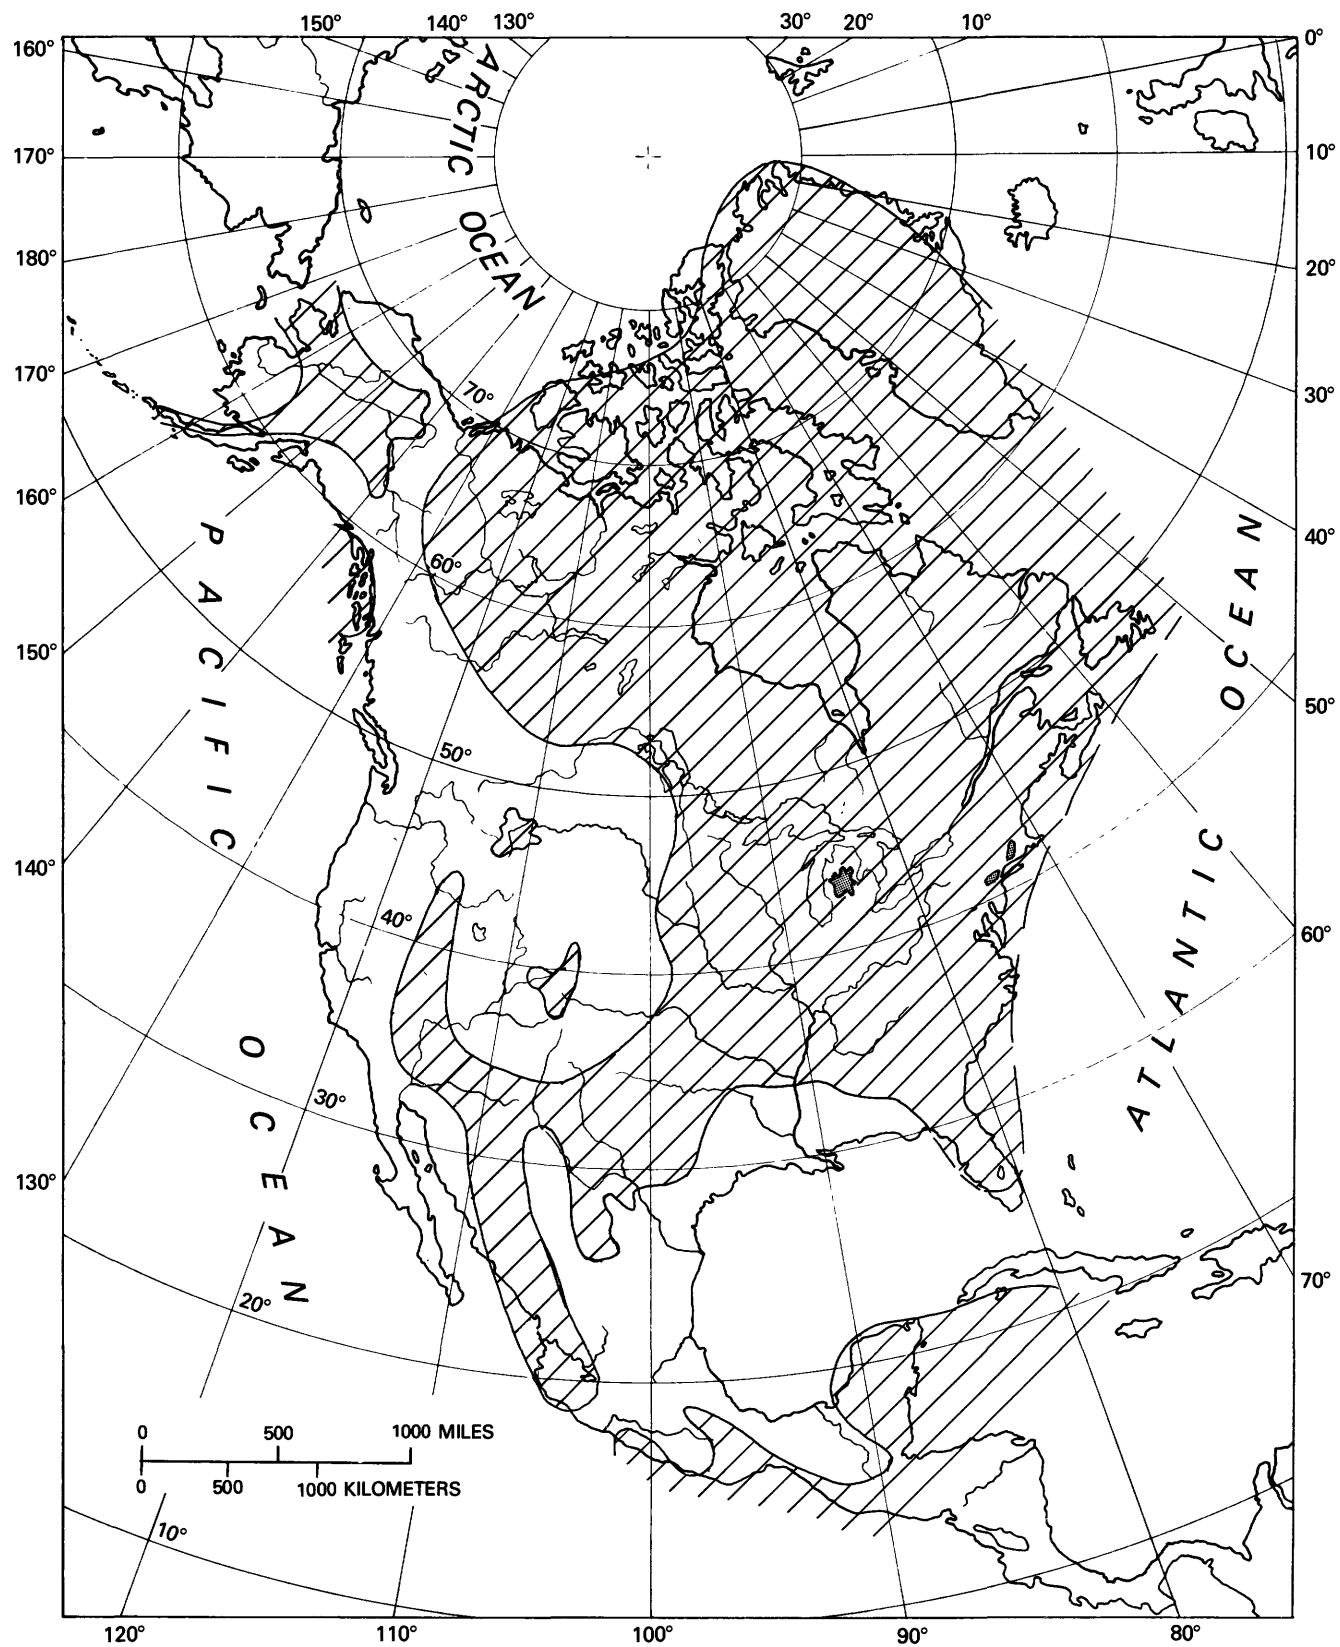 150° 140° 130° 30° 20° 10°
160° 0°
ARCTIC OCEAN
170° 10°
180° 20°
170° 70° 30°
160° 40°
60°
150° 50°
50°
140° 40° 60°
PACIFIC OCEAN
ATLANTIC OCEAN
30°
130°
20° 70°
0 500 1000 MILES
0 500 1000 KILOMETERS
10°
120° 110° 100° 90° 80°